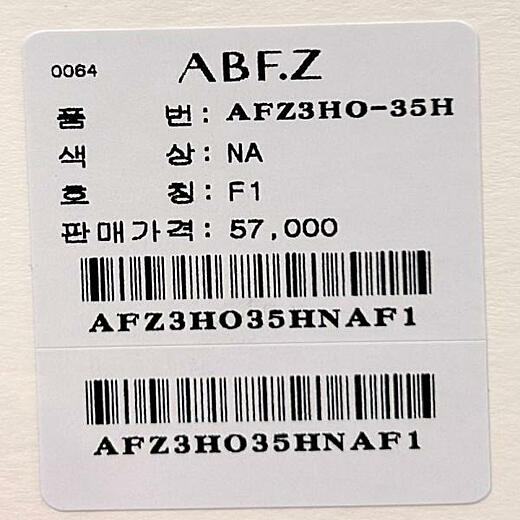 0064 ABF.Z
품 번: AFZ3HO-35H
색 상: NA
호 칭: F1
판매가격: 57,000
AFZ3HO35HNAF1
AFZ3HO35HNAF1